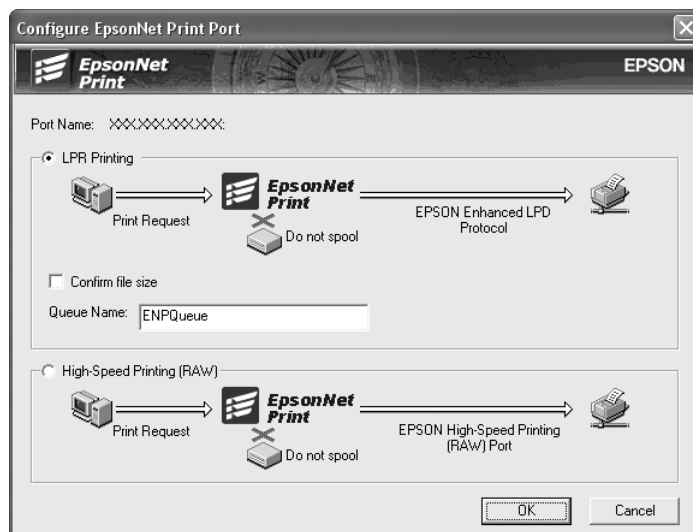 Configure EpsonNet Print Port
EpsonNet
Print
EPSON
Port Name: XXX.XXX.XXX.XXX:
LPR Printing
EpsonNet
Print
Print Request
EPSON Enhanced LPD
Protocol
Do not spool
Confirm file size
Queue Name: ENPQueue
High-Speed Printing (RAW)
EpsonNet
Print
Print Request
EPSON High-Speed Printing
(RAW) Port
Do not spool
OK
Cancel